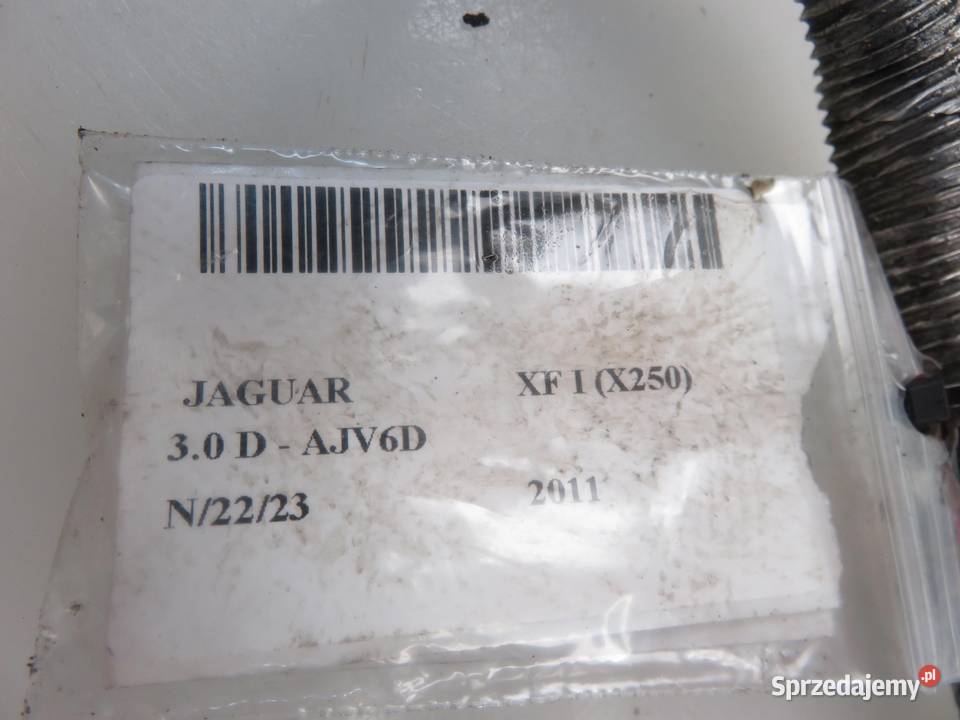 JAGUAR XF I (X250)
3.0 D - AJV6D
N/22/23 2011
Sprzedajemy.pl